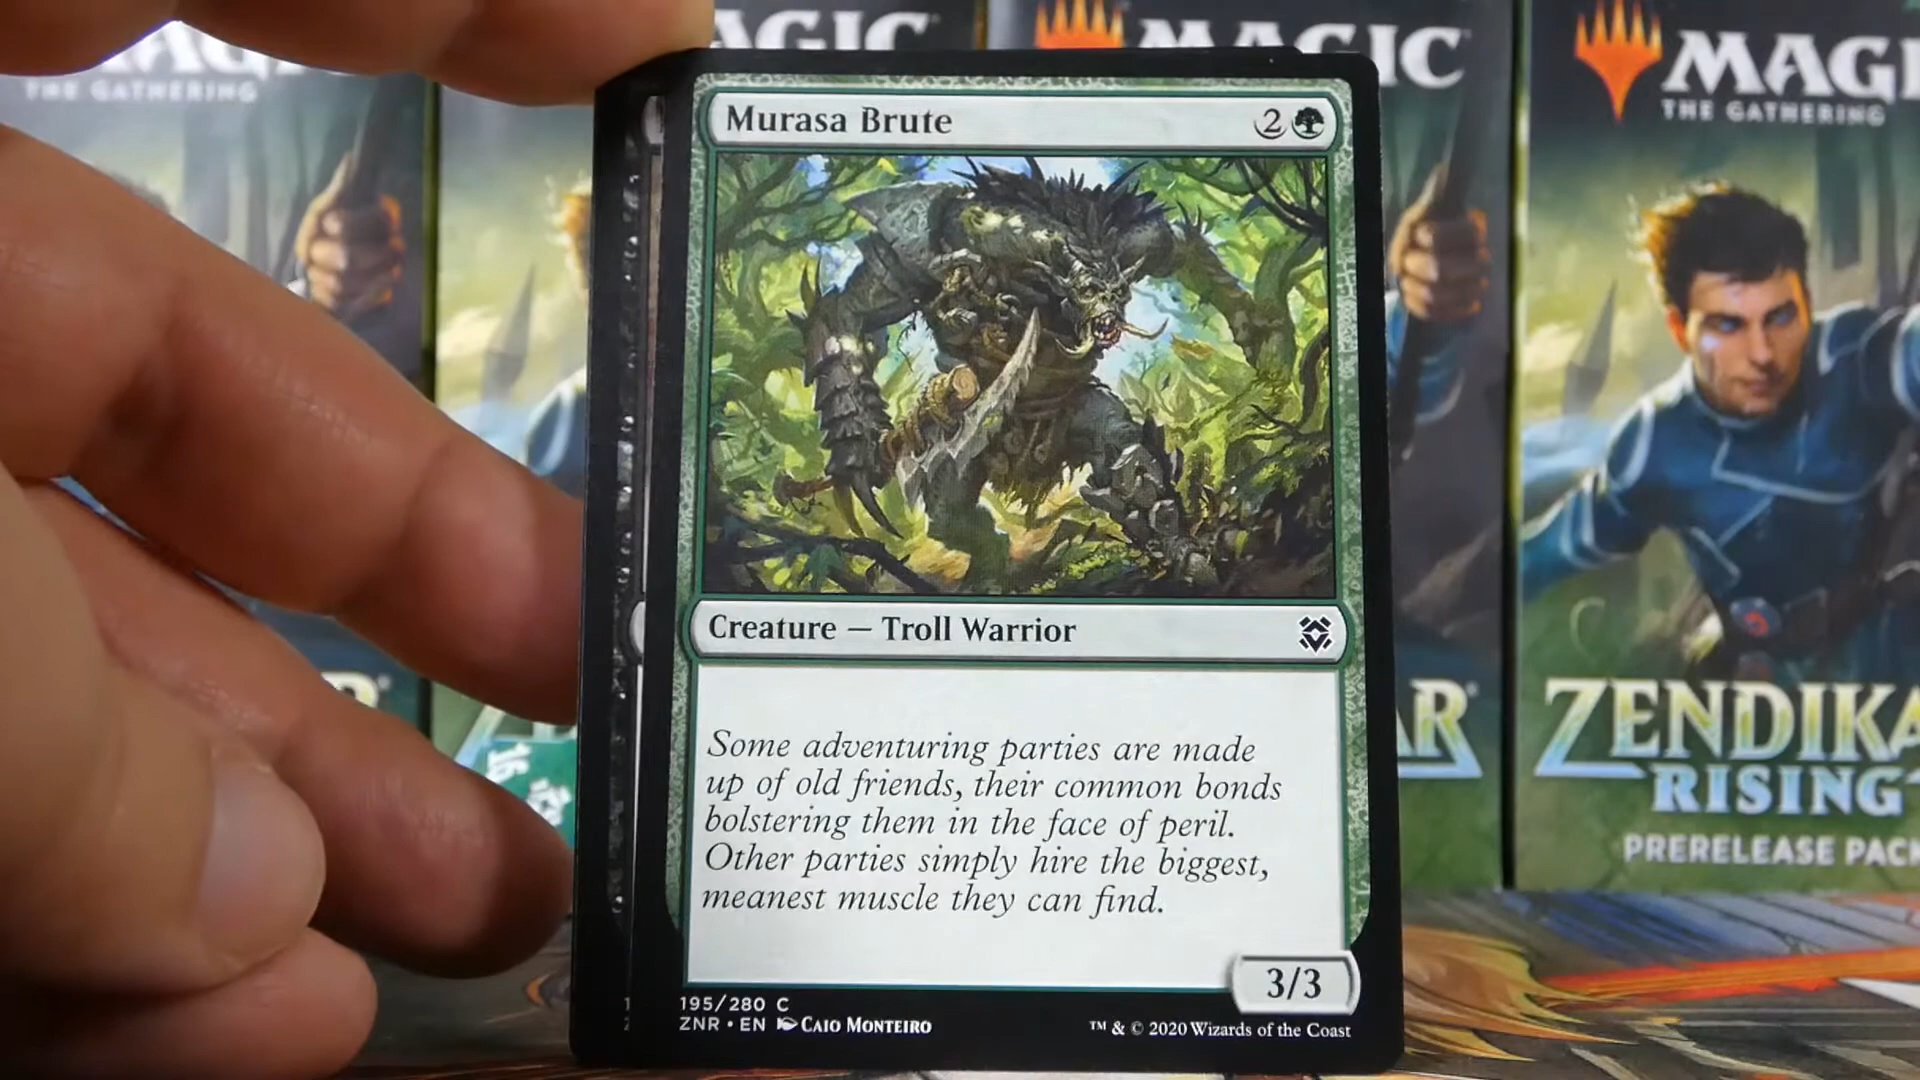 MAGIC
THE GATHERING
MAGIC
THE GATHERING
Murasa Brute
2
Creature — Troll Warrior
Some adventuring parties are made
up of old friends, their common bonds
bolstering them in the face of peril.
Other parties simply hire the biggest,
meanest muscle they can find.
3/3
195/280 C
ZNR • EN CAIO MONTEIRO
™ & © 2020 Wizards of the Coast
ZENDIKA
RISING
PRERELEASE PACK